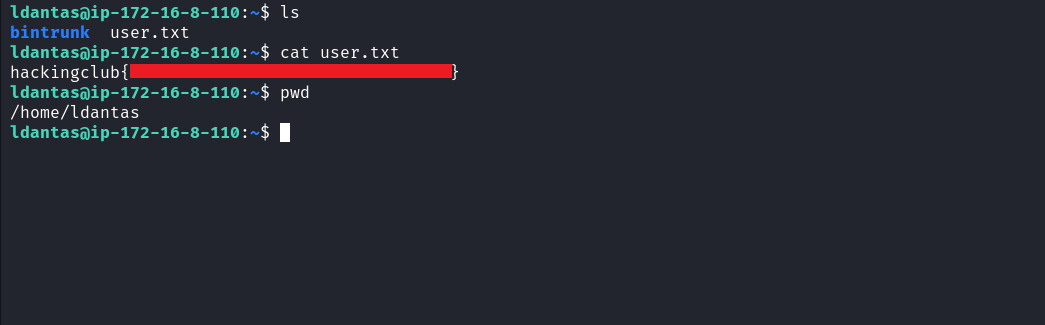 ldantas@ip-172-16-8-110:~$ ls
bintrunk  user.txt
ldantas@ip-172-16-8-110:~$ cat user.txt
hackingclub{}
ldantas@ip-172-16-8-110:~$ pwd
/home/ldantas
ldantas@ip-172-16-8-110:~$